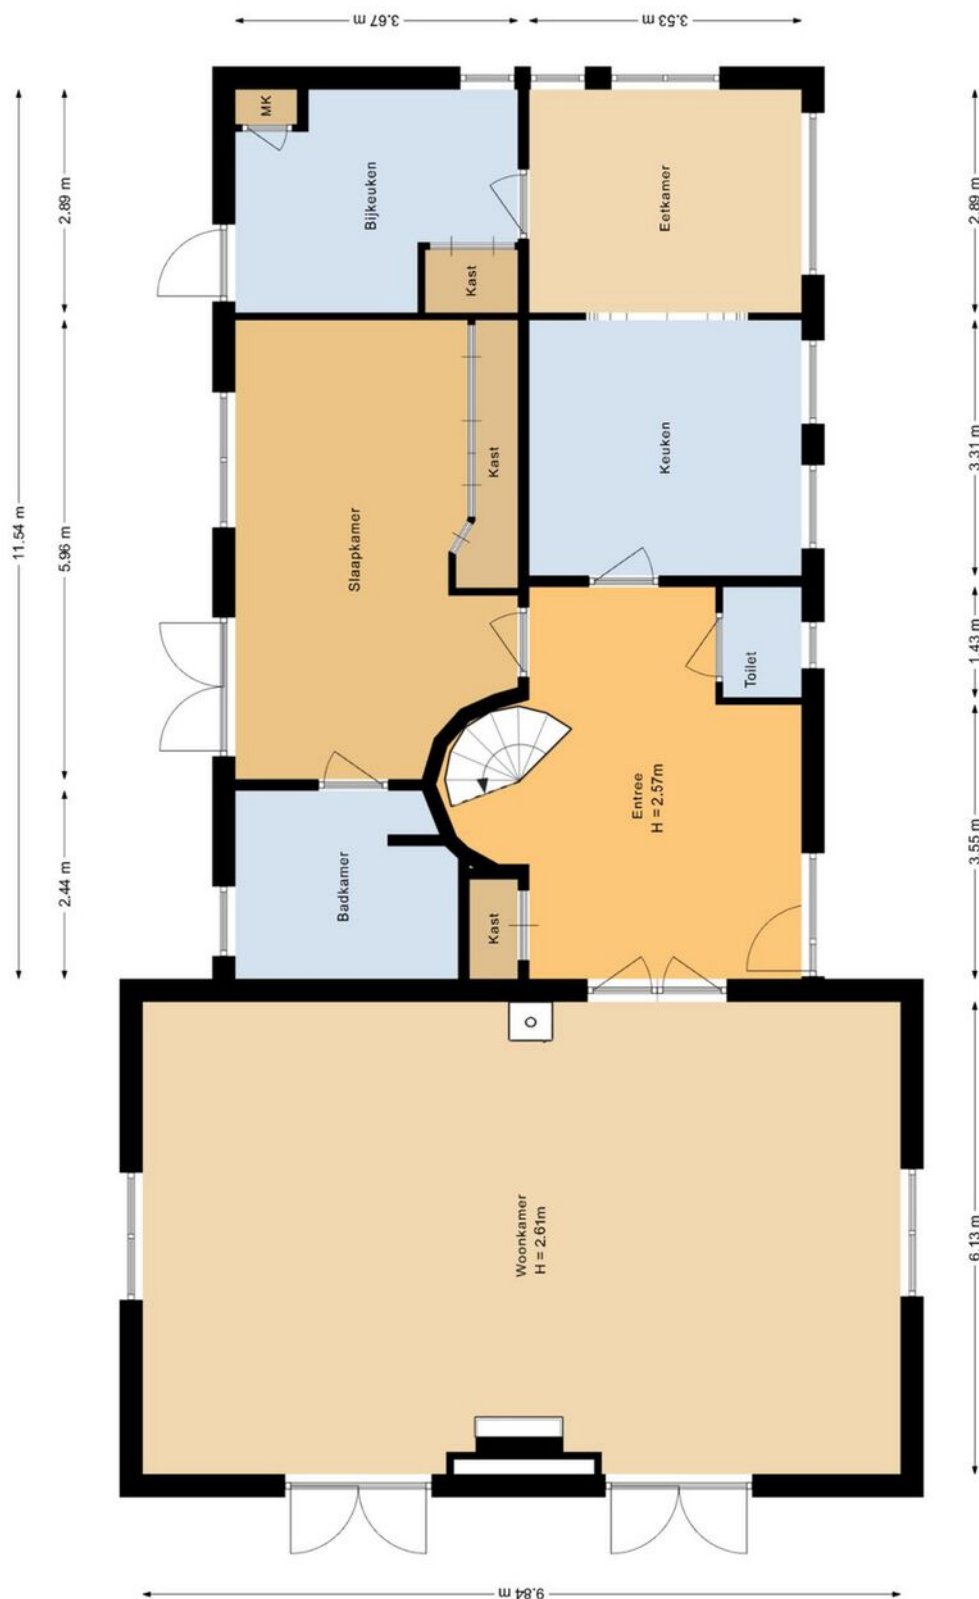 3.67 m
3.53 m
11.54 m
2.89 m
5.96 m
2.44 m
2.89 m
3.31 m
1.43 m
3.55 m
6.13 m
MK
Bijkeuken
Kast
Eetkamer
Slaapkamer
Kast
Keuken
Toilet
Entree
H = 2.57m
Badkamer
Kast
Woonkamer
H = 2.61m
9.84 m